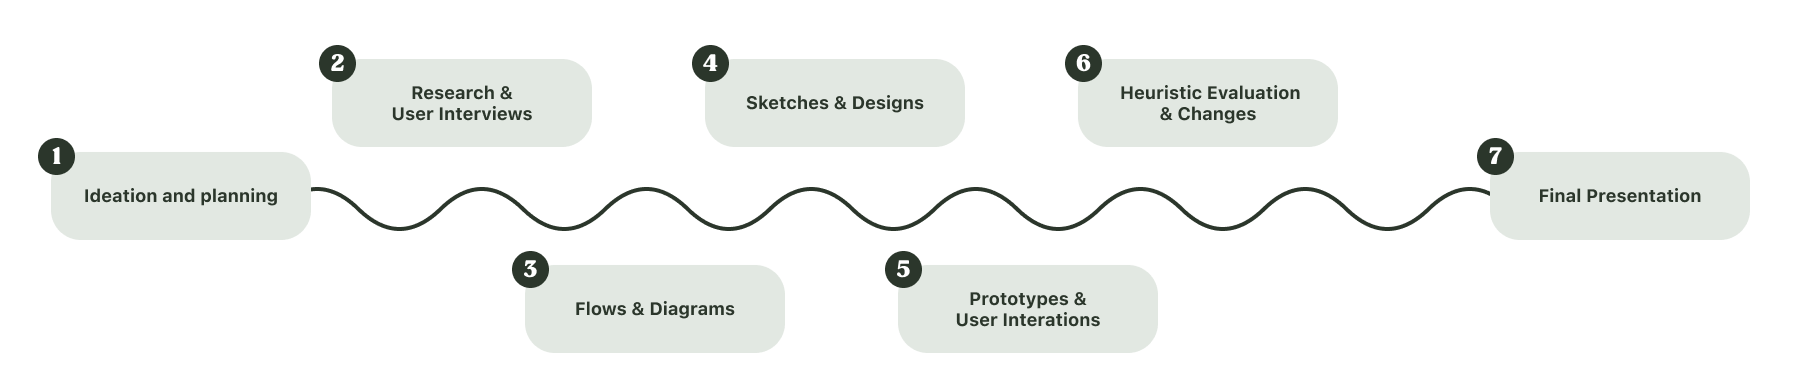 1
Ideation and planning
2
Research &
User Interviews
3
Flows & Diagrams
4
Sketches & Designs
5
Prototypes &
User Interations
6
Heuristic Evaluation
& Changes
7
Final Presentation